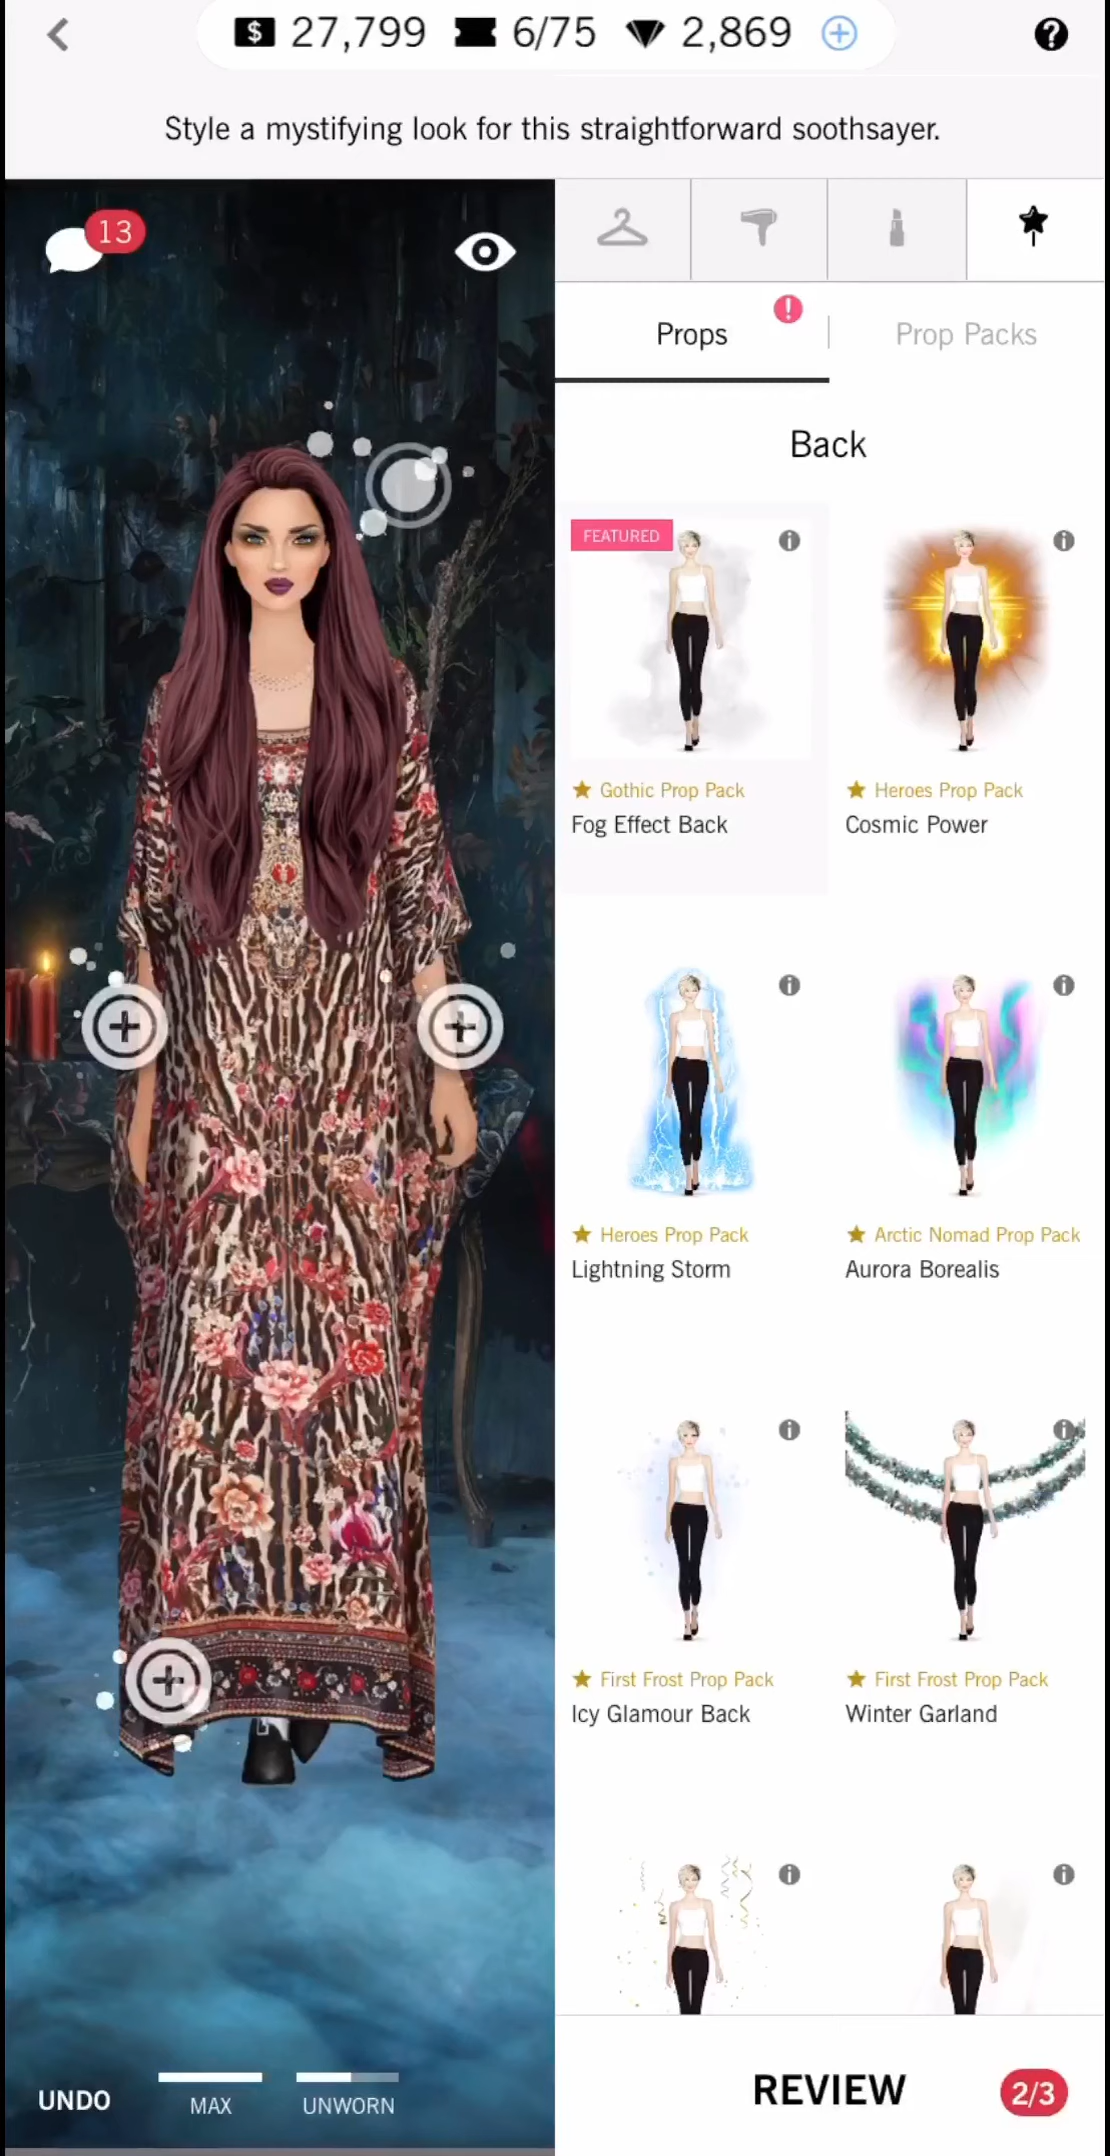 $ 27,799 6/75 2,869 + ?
Style a mystifying look for this straightforward soothsayer.
13
Props ! Prop Packs
Back
FEATURED
Gothic Prop Pack
Fog Effect Back
Heroes Prop Pack
Cosmic Power
Heroes Prop Pack
Lightning Storm
Arctic Nomad Prop Pack
Aurora Borealis
First Frost Prop Pack
Icy Glamour Back
First Frost Prop Pack
Winter Garland
UNDO MAX UNWORN
REVIEW 2/3